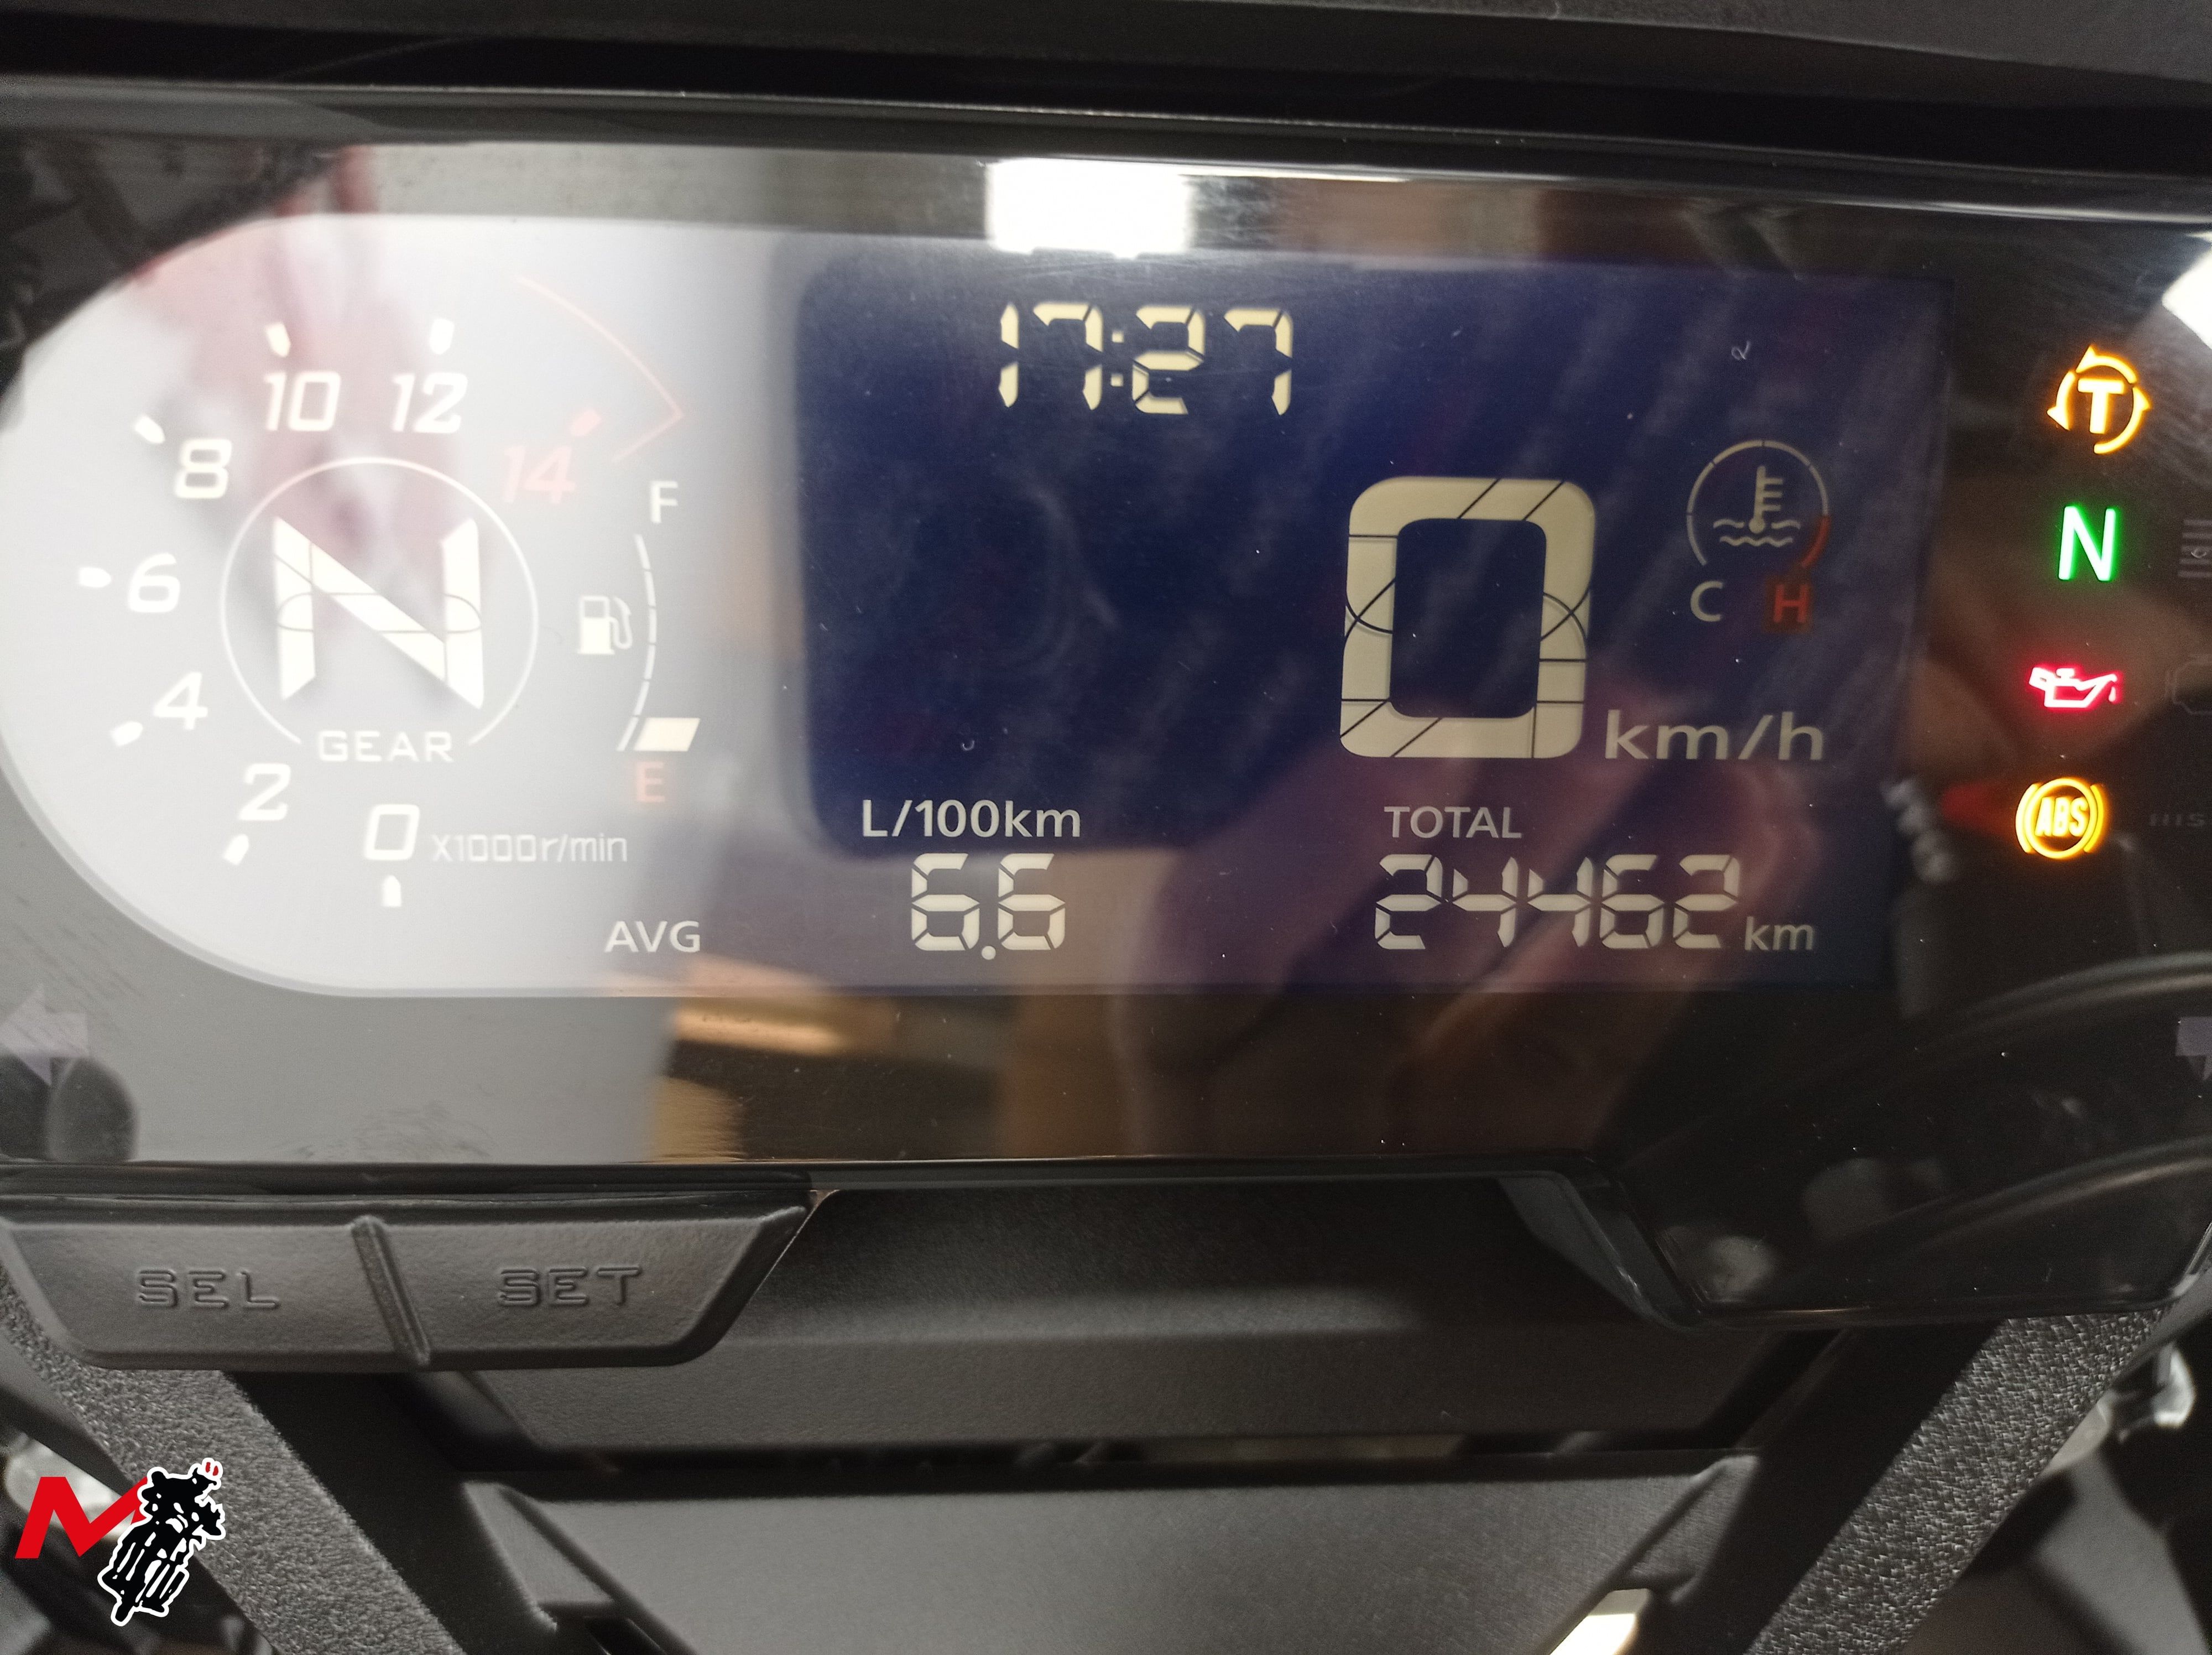 17:27
10 12
8 14
F
6 N
4
GEAR
E
2
0 x1000r/min
0 km/h
C H
L/100km
AVG 6.6
TOTAL
24462 km
T
N
ABS
SEL SET
M